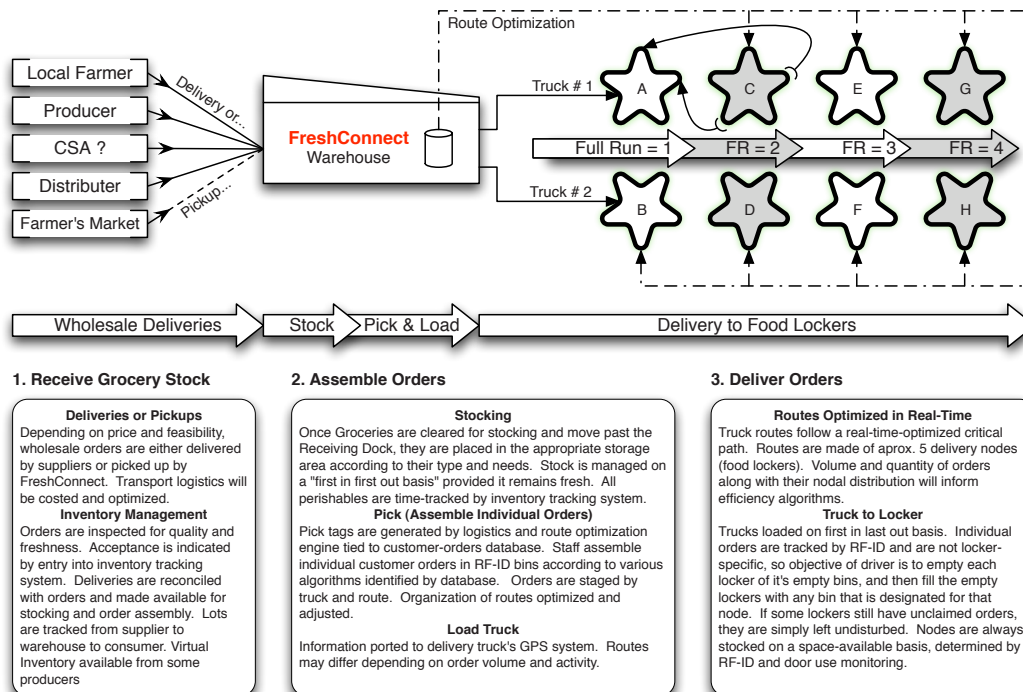 Route Optimization
Local Farmer
Producer
CSA ?
Distributer
Farmer's Market
Delivery or...
Pickup...
FreshConnect
Warehouse
Truck # 1
Truck # 2
A
C
E
G
Full Run = 1
FR = 2
FR = 3
FR = 4
B
D
F
H
Wholesale Deliveries
Stock
Pick & Load
Delivery to Food Lockers
1. Receive Grocery Stock
Deliveries or Pickups
Depending on price and feasibility,
wholesale orders are either delivered
by suppliers or picked up by
FreshConnect. Transport logistics will
be costed and optimized.
Inventory Management
Orders are inspected for quality and
freshness. Acceptance is indicated
by entry into inventory tracking
system. Deliveries are reconciled
with orders and made available for
stocking and order assembly. Lots
are tracked from supplier to
warehouse to consumer. Virtual
Inventory available from some
producers
2. Assemble Orders
Stocking
Once Groceries are cleared for stocking and move past the
Receiving Dock, they are placed in the appropriate storage
area according to their type and needs. Stock is managed on
a "first in first out basis" provided it remains fresh. All
perishables are time-tracked by inventory tracking system.
Pick (Assemble Individual Orders)
Pick tags are generated by logistics and route optimization
engine tied to customer-orders database. Staff assemble
individual customer orders in RF-ID bins according to various
algorithms identified by database. Orders are staged by
truck and route. Organization of routes optimized and
adjusted.
Load Truck
Information ported to delivery truck's GPS system. Routes
may differ depending on order volume and activity.
3. Deliver Orders
Routes Optimized in Real-Time
Truck routes follow a real-time-optimized critical
path. Routes are made of aprox. 5 delivery nodes
(food lockers). Volume and quantity of orders
along with their nodal distribution will inform
efficiency algorithms.
Truck to Locker
Trucks loaded on first in last out basis. Individual
orders are tracked by RF-ID and are not locker-
specific, so objective of driver is to empty each
locker of it's empty bins, and then fill the empty
lockers with any bin that is designated for that
node. If some lockers still have unclaimed orders,
they are simply left undisturbed. Nodes are always
stocked on a space-available basis, determined by
RF-ID and door use monitoring.